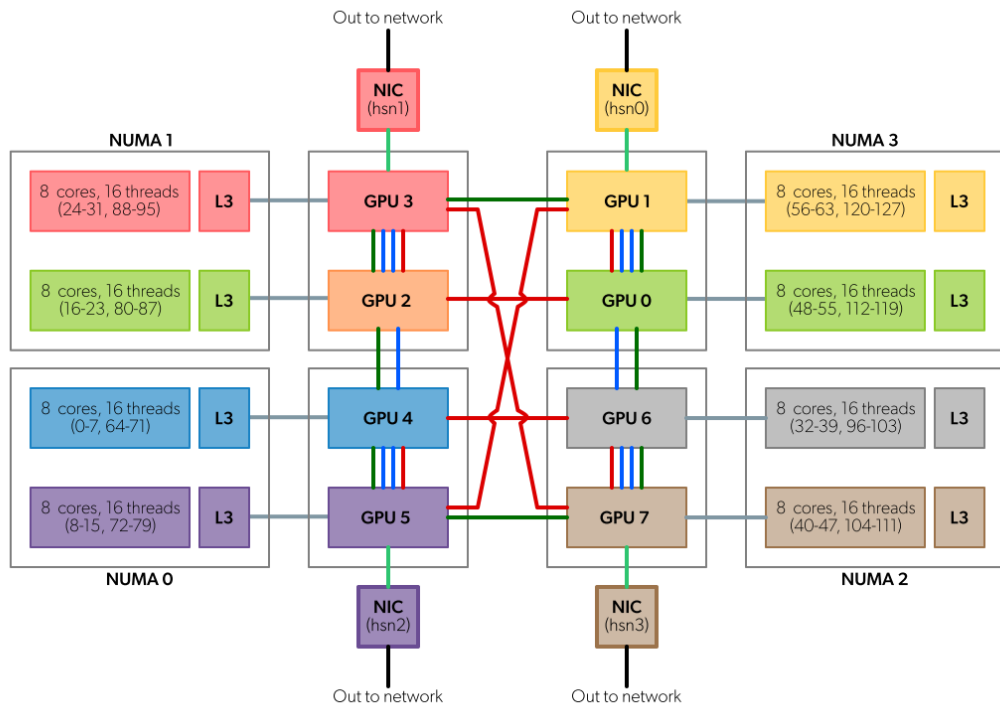 Out to network
Out to network
NIC
(hsn1)
NIC
(hsn0)
NUMA 1
NUMA 3
8 cores, 16 threads
(24-31, 88-95)
L3
GPU 3
GPU 1
8 cores, 16 threads
(56-63, 120-127)
L3
8 cores, 16 threads
(16-23, 80-87)
L3
GPU 2
GPU 0
8 cores, 16 threads
(48-55, 112-119)
L3
8 cores, 16 threads
(0-7, 64-71)
L3
GPU 4
GPU 6
8 cores, 16 threads
(32-39, 96-103)
L3
8 cores, 16 threads
(8-15, 72-79)
L3
GPU 5
GPU 7
8 cores, 16 threads
(40-47, 104-111)
L3
NUMA 0
NUMA 2
NIC
(hsn2)
NIC
(hsn3)
Out to network
Out to network